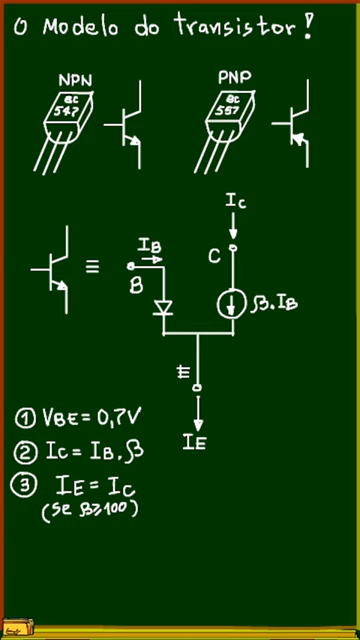 O Modelo do transistor!
NPN
PNP
BC
547
BC
557
IC
IB
C
B
β.IB
E
IE
① VBE = 0,7V
② IC = IB.β
③ IE = IC
(Se β≥100)